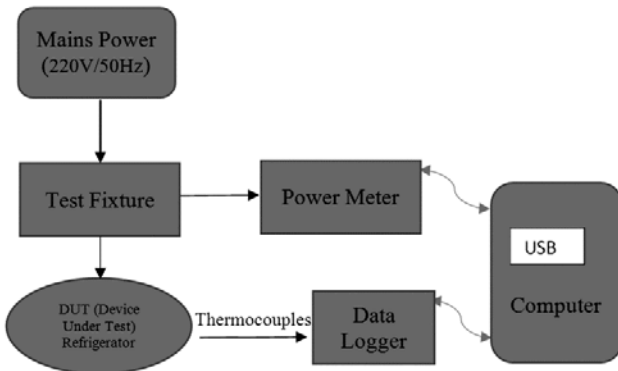 Mains Power
(220V/50Hz)
Test Fixture
Power Meter
USB
Computer
DUT (Device
Under Test)
Refrigerator
Thermocouples
Data
Logger